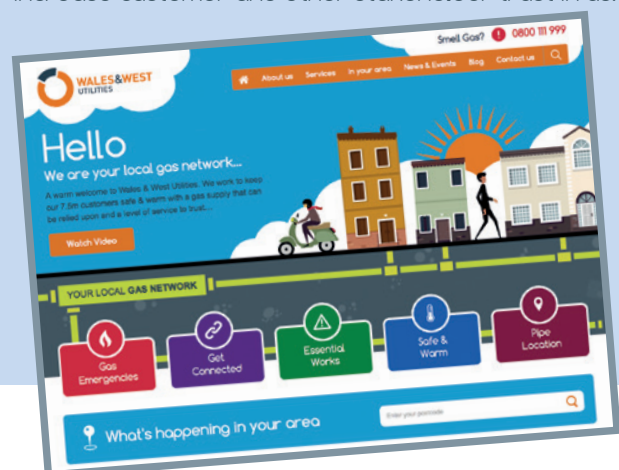 increase customer and other stakeholder trust in us.
Smell Gas? ! 0800 111 999
WALES&WEST
UTILITIES
About us Services In your area News & Events Blog Contact us
Hello
We are your local gas network...
A warm welcome to Wales & West Utilities. We work to keep
our 7.5m customers safe & warm with a gas supply that can
be relied upon and a level of service to trust...
Watch Video
YOUR LOCAL GAS NETWORK
Gas
Emergencies
Get
Connected
Essential
Works
Safe &
Warm
Pipe
Location
What's happening in your area
Enter your postcode